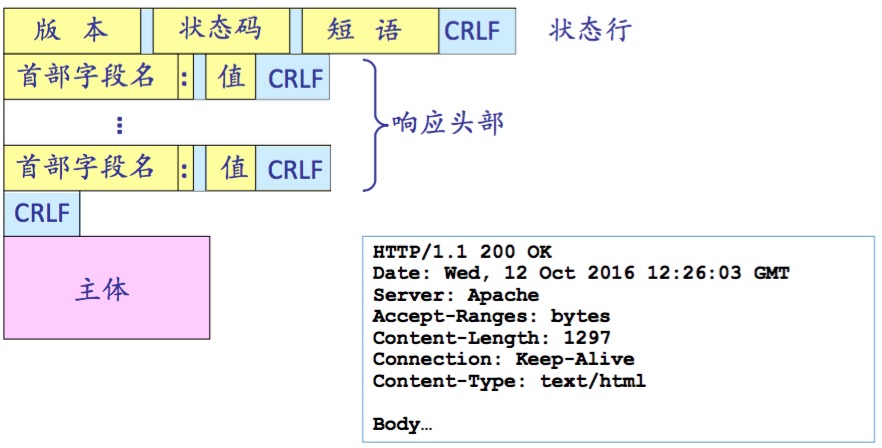 版 本 状态码 短 语 CRLF 状态行
首部字段名 : 值 CRLF
⋮ 响应头部
首部字段名 : 值 CRLF
CRLF
主体
HTTP/1.1 200 OK
Date: Wed, 12 Oct 2016 12:26:03 GMT
Server: Apache
Accept-Ranges: bytes
Content-Length: 1297
Connection: Keep-Alive
Content-Type: text/html
Body…